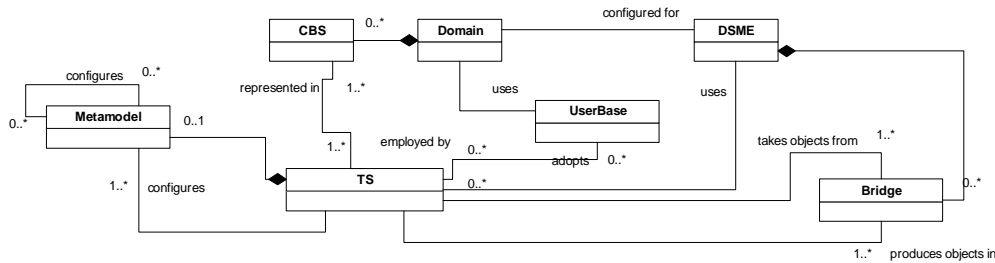 configured for
0..*
CBS
Domain
DSME
configures
0..*
represented in
1..*
uses
uses
0..*
Metamodel
0..1
UserBase
employed by
1..*
takes objects from
1..*
0..*
adopts
0..*
1..*
configures
TS
0..*
Bridge
0..*
1..*
produces objects in